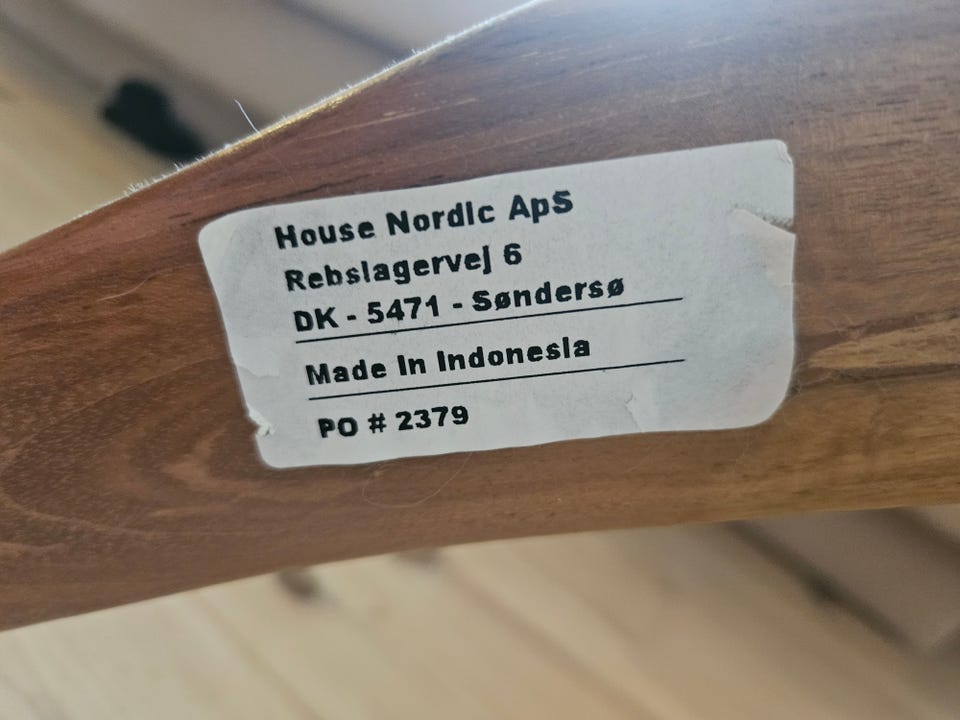 House Nordic ApS
Rebslagervej 6
DK - 5471 - Søndersø
Made In Indonesia
PO # 2379